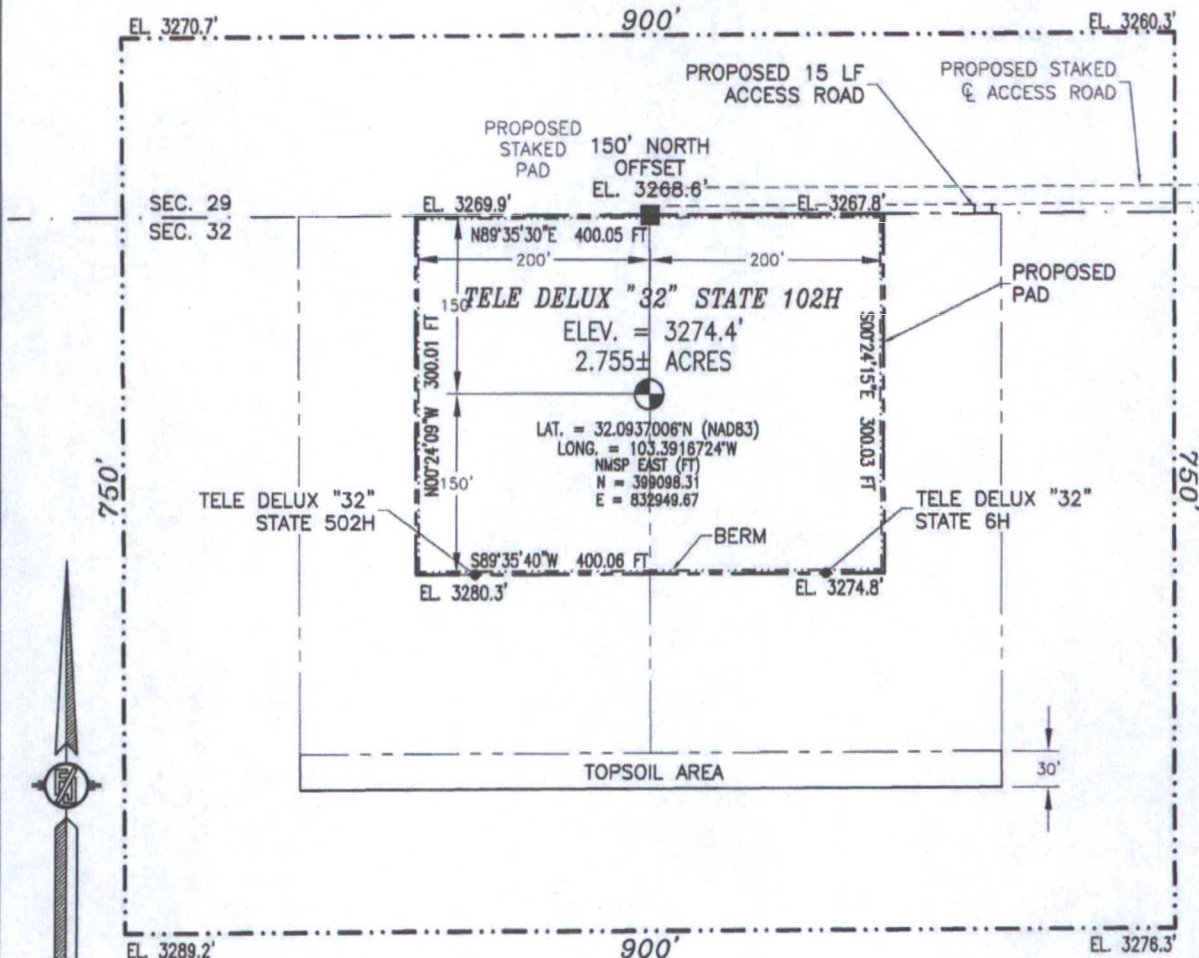 900'
EL. 3270.7'
EL. 3260.3'
PROPOSED 15 LF
ACCESS ROAD
PROPOSED STAKED
℄ ACCESS ROAD
PROPOSED
STAKED
PAD
150' NORTH
OFFSET
EL. 3268.6'
SEC. 29
SEC. 32
EL. 3269.9'
EL. 3267.8'
N89°35'30"E 400.05 FT
200'
200'
PROPOSED
PAD
150'
TELE DELUX "32" STATE 102H
ELEV. = 3274.4'
2.755± ACRES
N00°24'09"W 300.01 FT
S00°24'15"E 300.03 FT
LAT. = 32.0937006°N (NAD83)
LONG. = 103.3916724°W
NMSP EAST (FT)
N = 399098.31
E = 832949.67
750'
750'
150'
TELE DELUX "32"
STATE 502H
TELE DELUX "32"
STATE 6H
BERM
S89°35'40"W 400.06 FT
EL. 3280.3'
EL. 3274.8'
TOPSOIL AREA
30'
EL. 3289.2'
900'
EL. 3276.3'